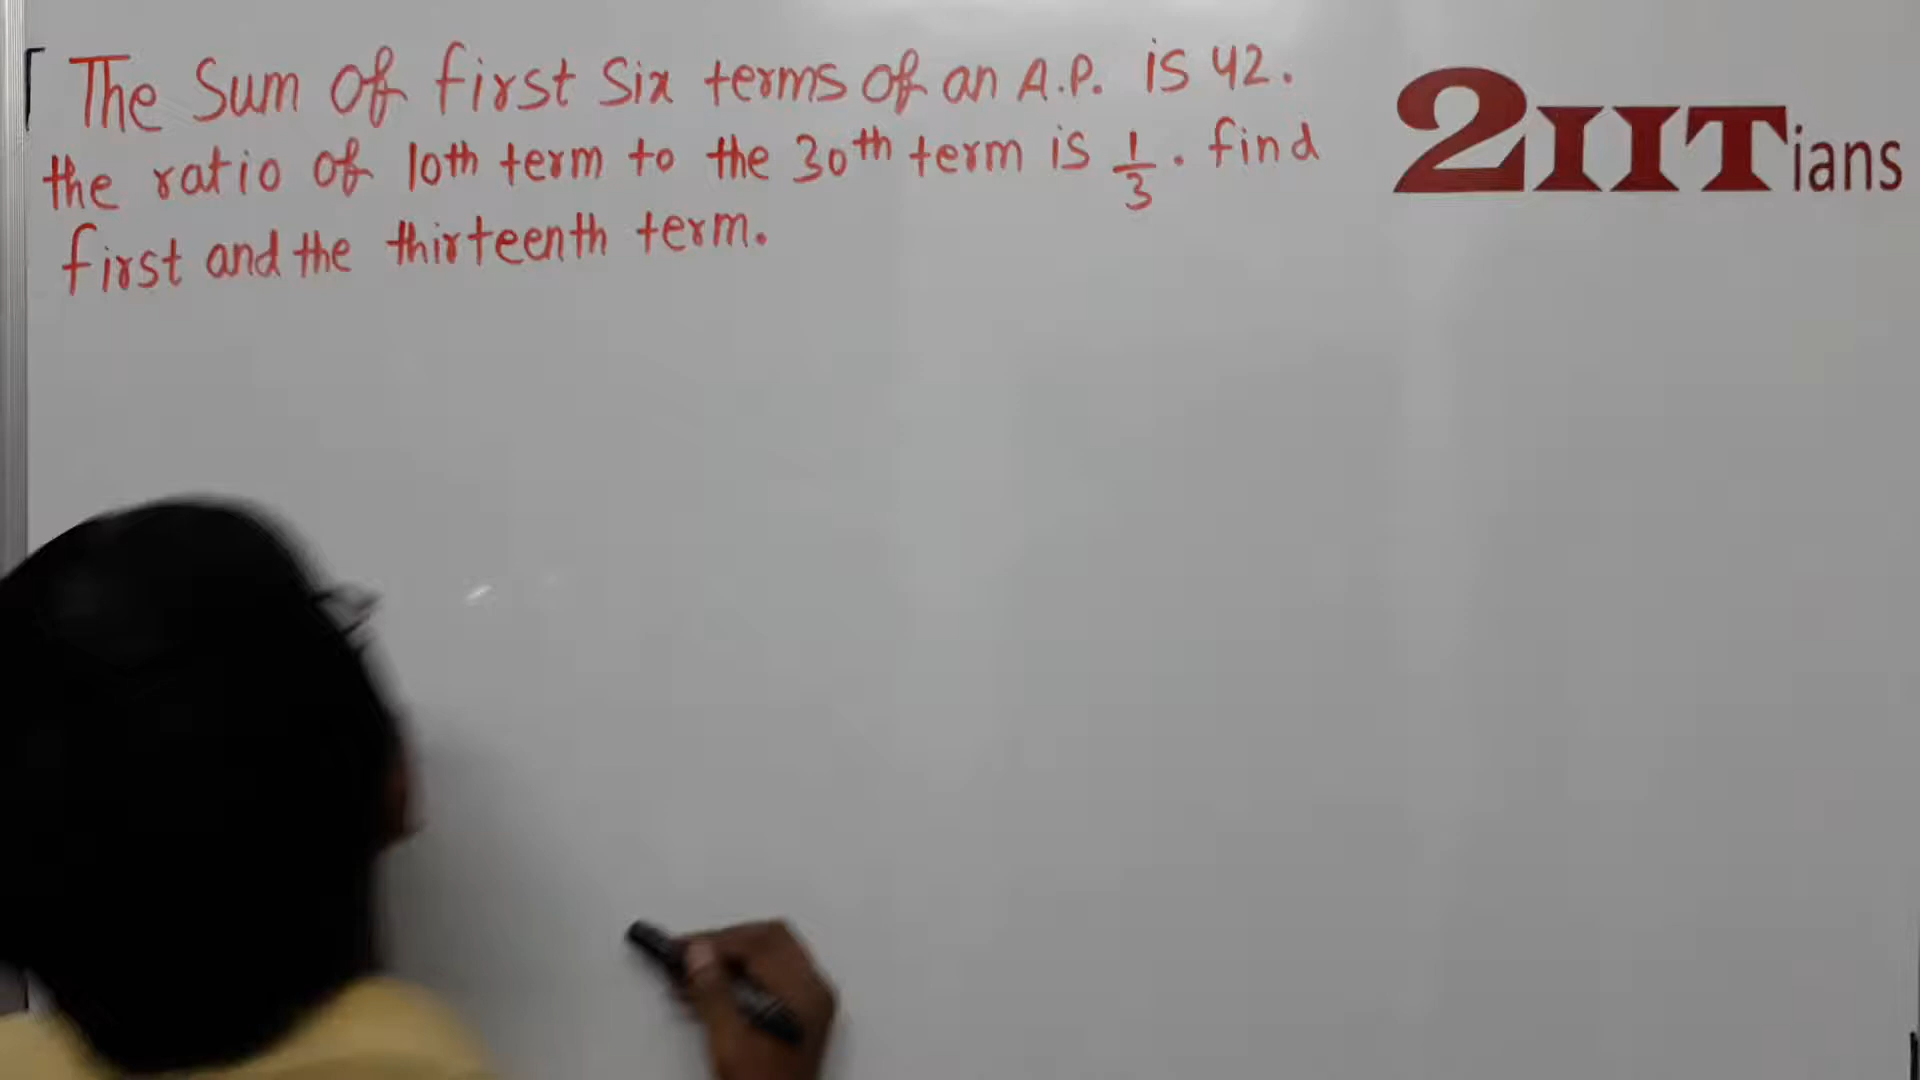 The Sum of first Six terms of an A.P. is 42.
the ratio of 10th term to the 30th term is 1/3. find
first and the thirteenth term.
2IITians